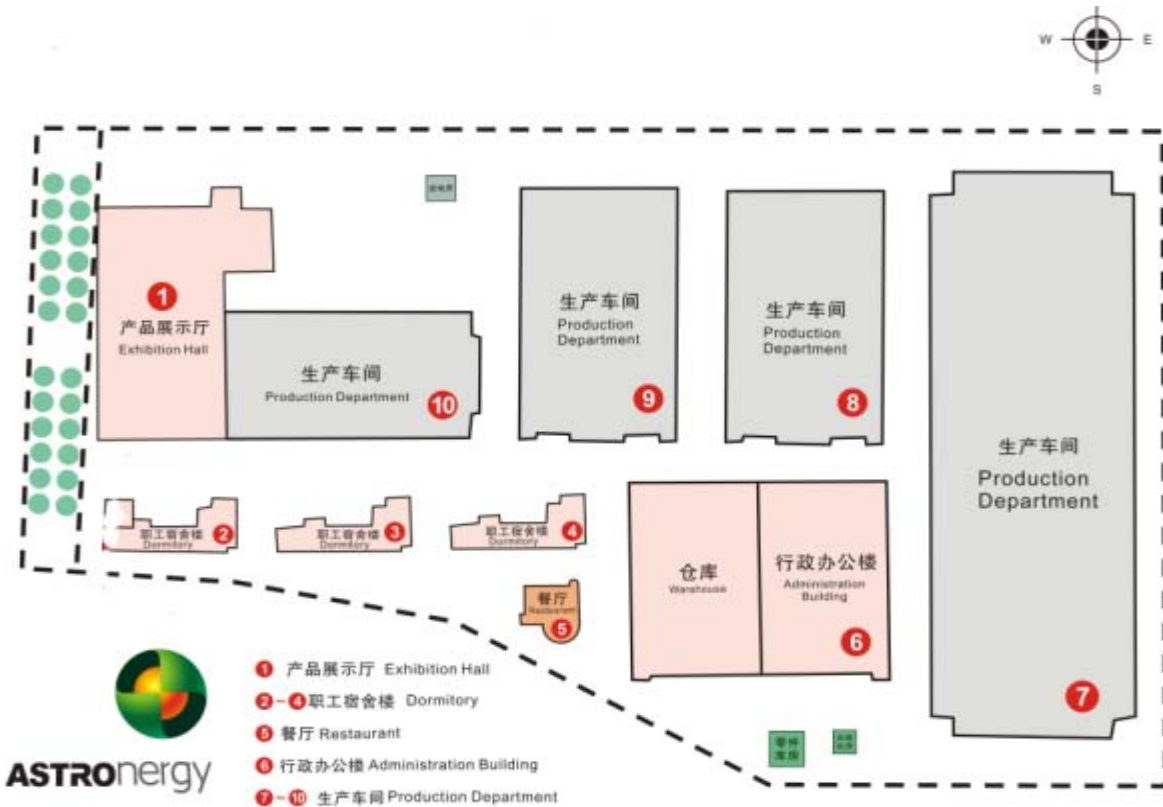 W E
S
1
产品展示厅
Exhibition Hall
生产车间
Production Department
10
生产车间
Production
Department
9
生产车间
Production
Department
8
生产车间
Production
Department
7
职工宿舍楼
Dormitory
2
职工宿舍楼
Dormitory
3
职工宿舍楼
Dormitory
4
餐厅
Restaurant
5
仓库
Warehouse
行政办公楼
Administration
Building
6
ASTROnergy
1 产品展示厅 Exhibition Hall
2-4 职工宿舍楼 Dormitory
5 餐厅 Restaurant
6 行政办公楼 Administration Building
7-10 生产车间 Production Department